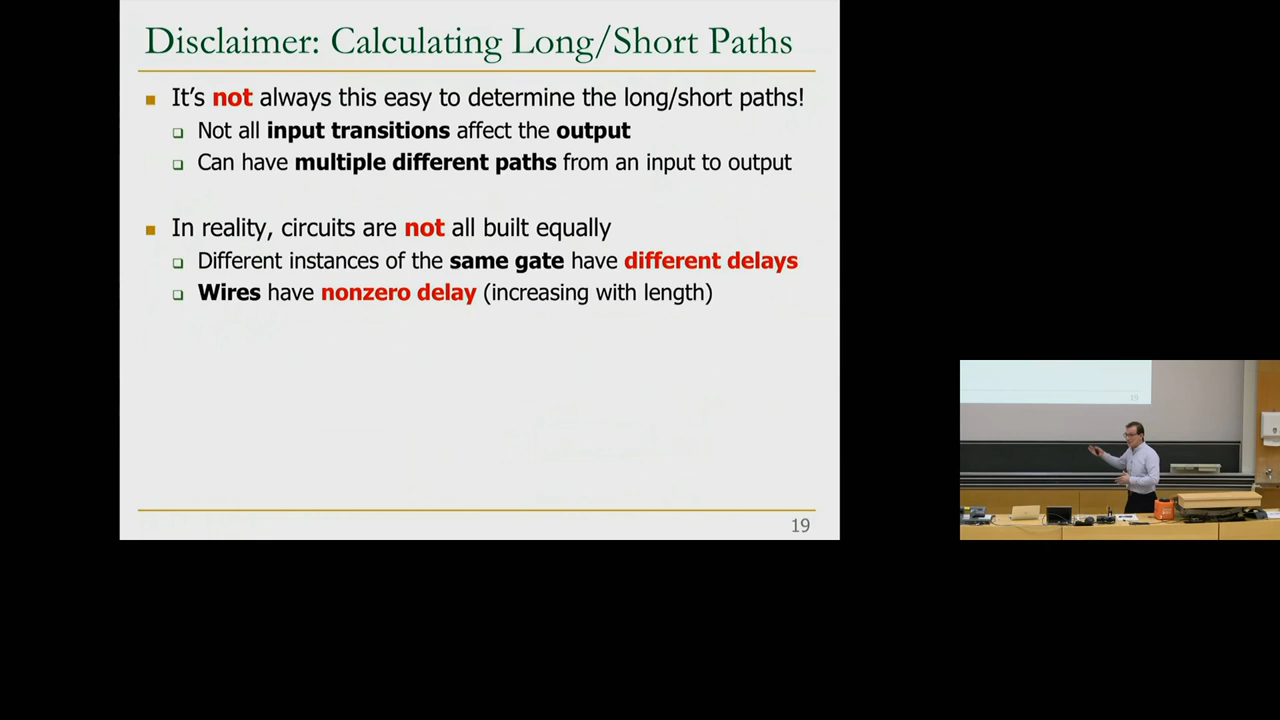 Disclaimer: Calculating Long/Short Paths
It's not always this easy to determine the long/short paths!
Not all input transitions affect the output
Can have multiple different paths from an input to output
In reality, circuits are not all built equally
Different instances of the same gate have different delays
Wires have nonzero delay (increasing with length)
19
19